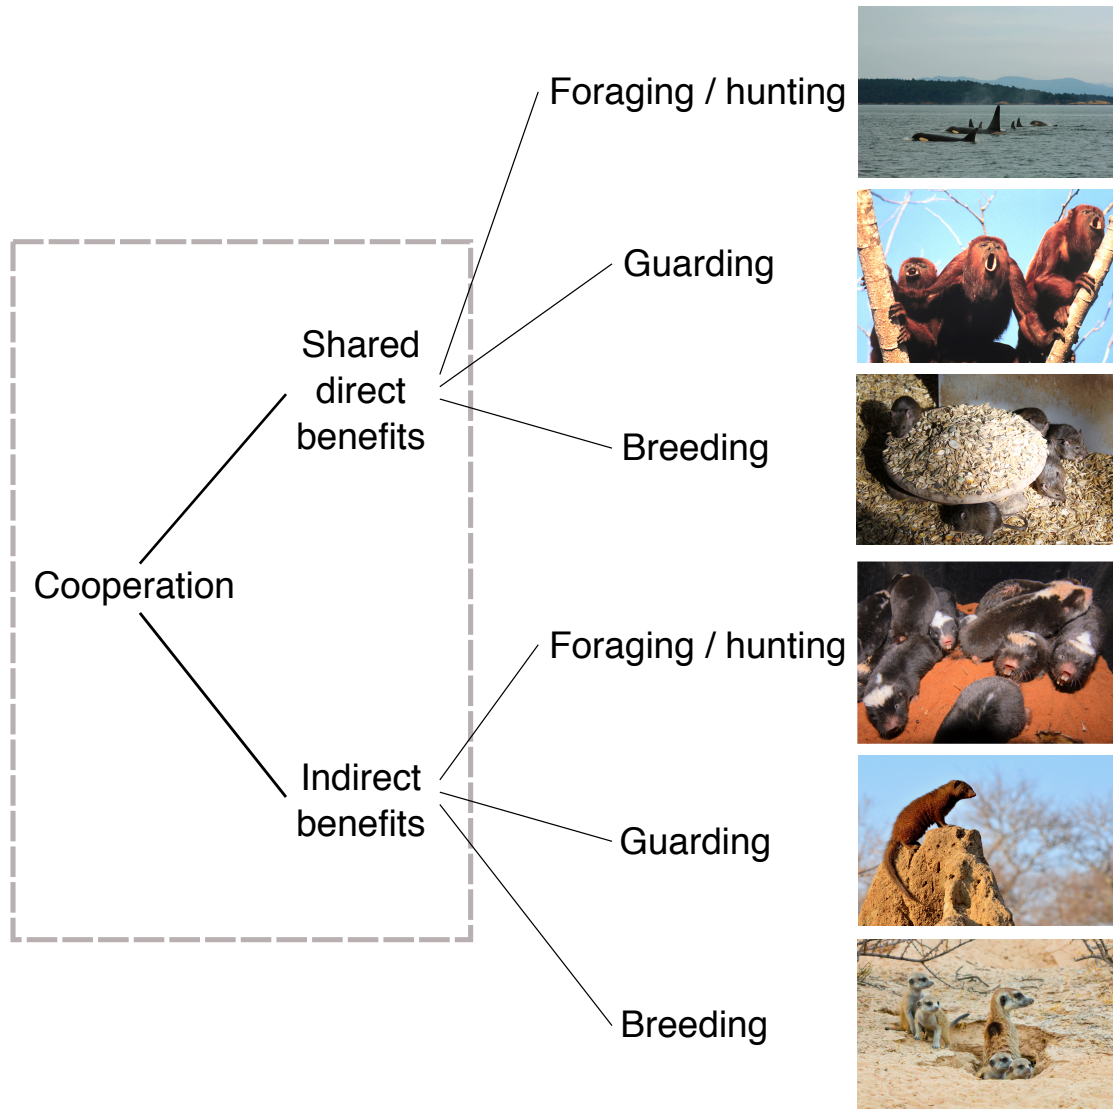 Foraging / hunting
Guarding
Shared
direct
benefits
Breeding
Cooperation
Foraging / hunting
Indirect
benefits
Guarding
Breeding